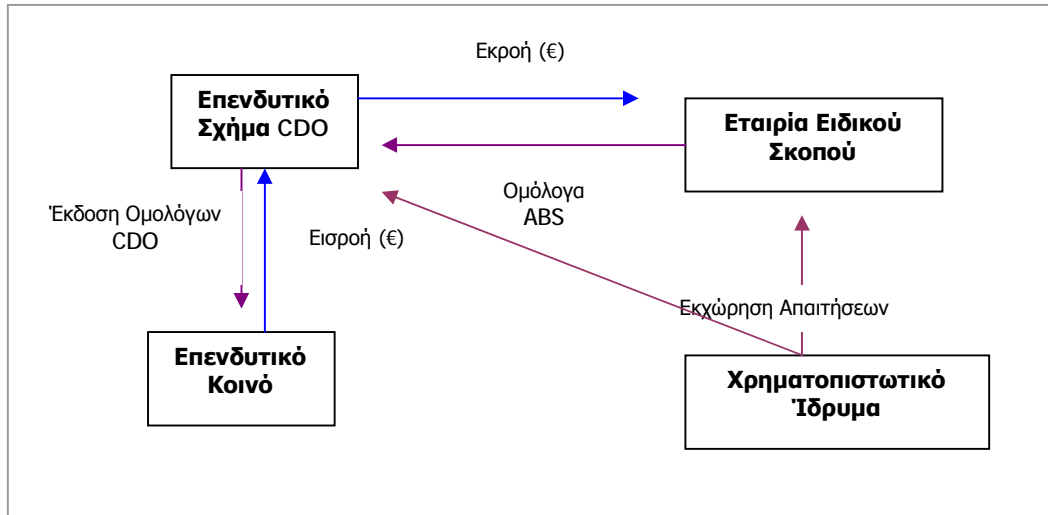 Εκροή (€)
Επενδυτικό
Σχήμα CDO
Εταιρία Ειδικού
Σκοπού
Ομόλογα
ABS
Έκδοση Ομολόγων
CDO
Εισροή (€)
Εκχώρηση Απαιτήσεων
Επενδυτικό
Κοινό
Χρηματοπιστωτικό
Ίδρυμα